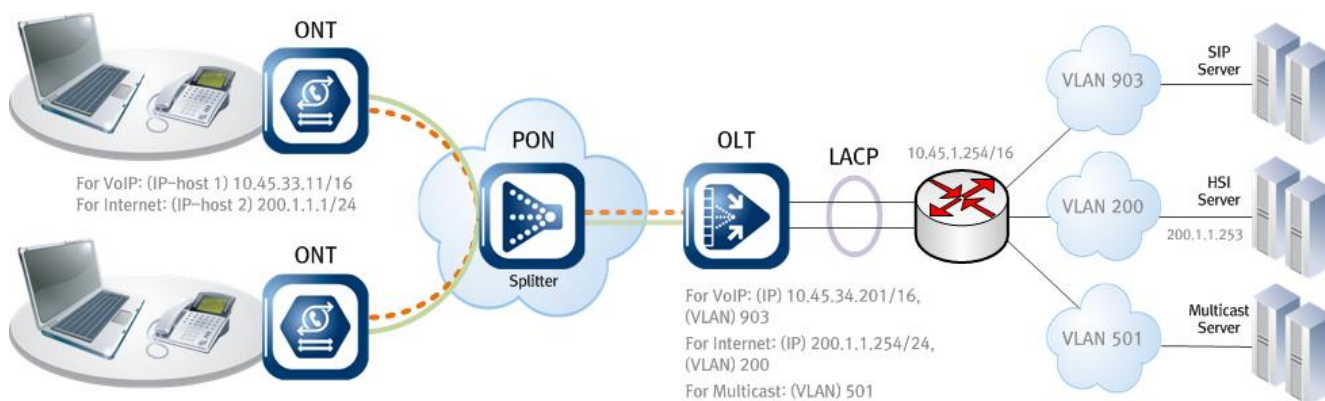 ONT
For VoIP: (IP-host 1) 10.45.33.11/16
For Internet: (IP-host 2) 200.1.1.1/24
ONT
PON
Splitter
OLT
For VoIP: (IP) 10.45.34.201/16,
(VLAN) 903
For Internet: (IP) 200.1.1.254/24,
(VLAN) 200
For Multicast: (VLAN) 501
LACP
10.45.1.254/16
VLAN 903
SIP
Server
VLAN 200
HSI
Server
200.1.1.253
VLAN 501
Multicast
Server